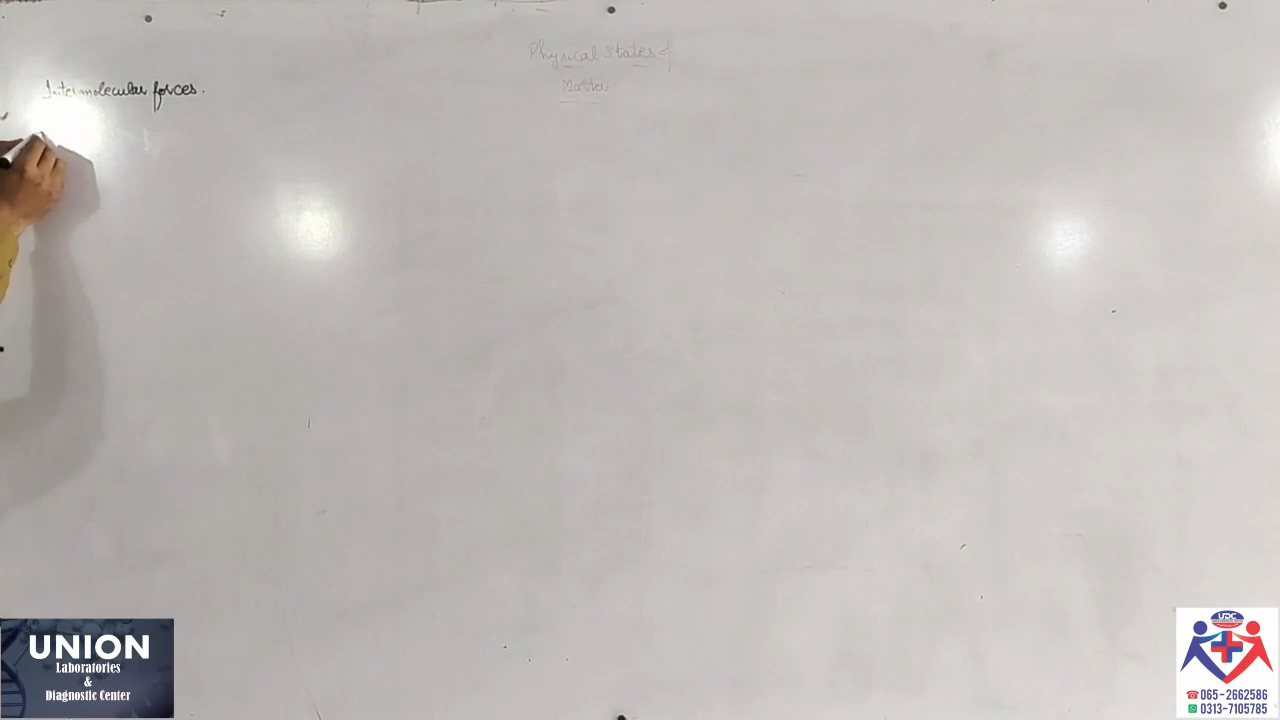 Physical States of
Matter
Intermolecular forces.
UNION
Laboratories
&
Diagnostic Center
UDC
065-2662586
0313-7105785